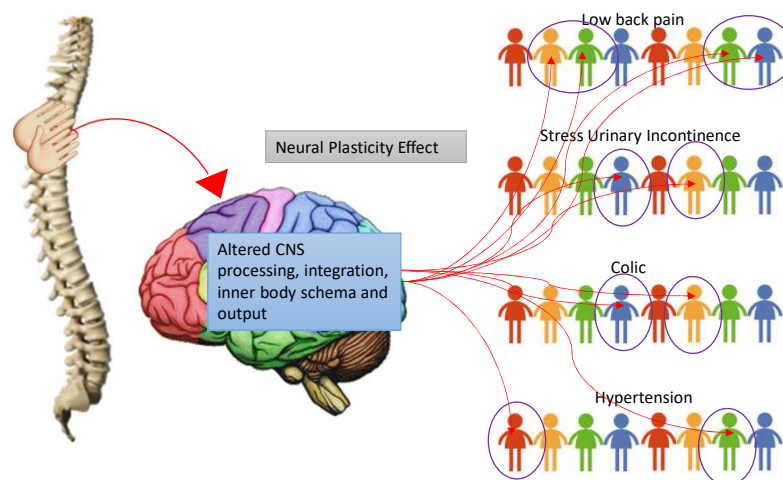 Low back pain
Neural Plasticity Effect
Stress Urinary Incontinence
Altered CNS
processing, integration,
inner body schema and
output
Colic
Hypertension